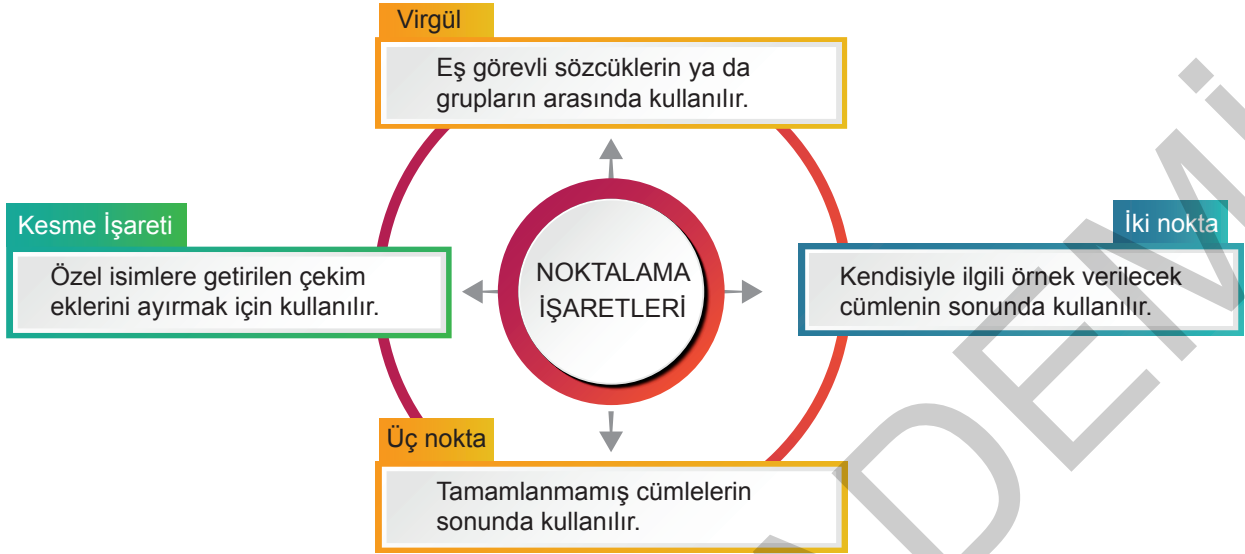 Virgül
Eş görevli sözcüklerin ya da
grupların arasında kullanılır.
Kesme İşareti
Özel isimlere getirilen çekim
eklerini ayırmak için kullanılır.
NOKTALAMA
İŞARETLERİ
İki nokta
Kendisiyle ilgili örnek verilecek
cümlenin sonunda kullanılır.
Üç nokta
Tamamlanmamış cümlelerin
sonunda kullanılır.